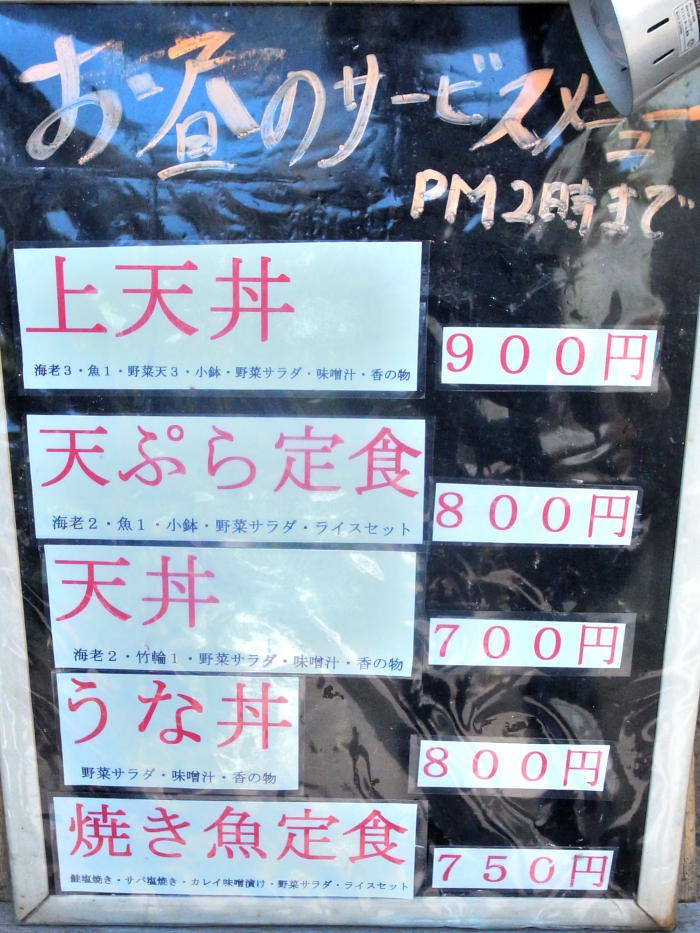 お昼のサービスメニュー
PM2時まで
上天丼
海老３・魚１・野菜天３・小鉢・野菜サラダ・味噌汁・香の物
９００円
天ぷら定食
海老２・魚１・小鉢・野菜サラダ・ライスセット
８００円
天丼
海老２・竹輪１・野菜サラダ・味噌汁・香の物
７００円
うな丼
野菜サラダ・味噌汁・香の物
８００円
焼き魚定食
鮭塩焼き・サバ塩焼き・カレイ味噌漬け・野菜サラダ・ライスセット
７５０円